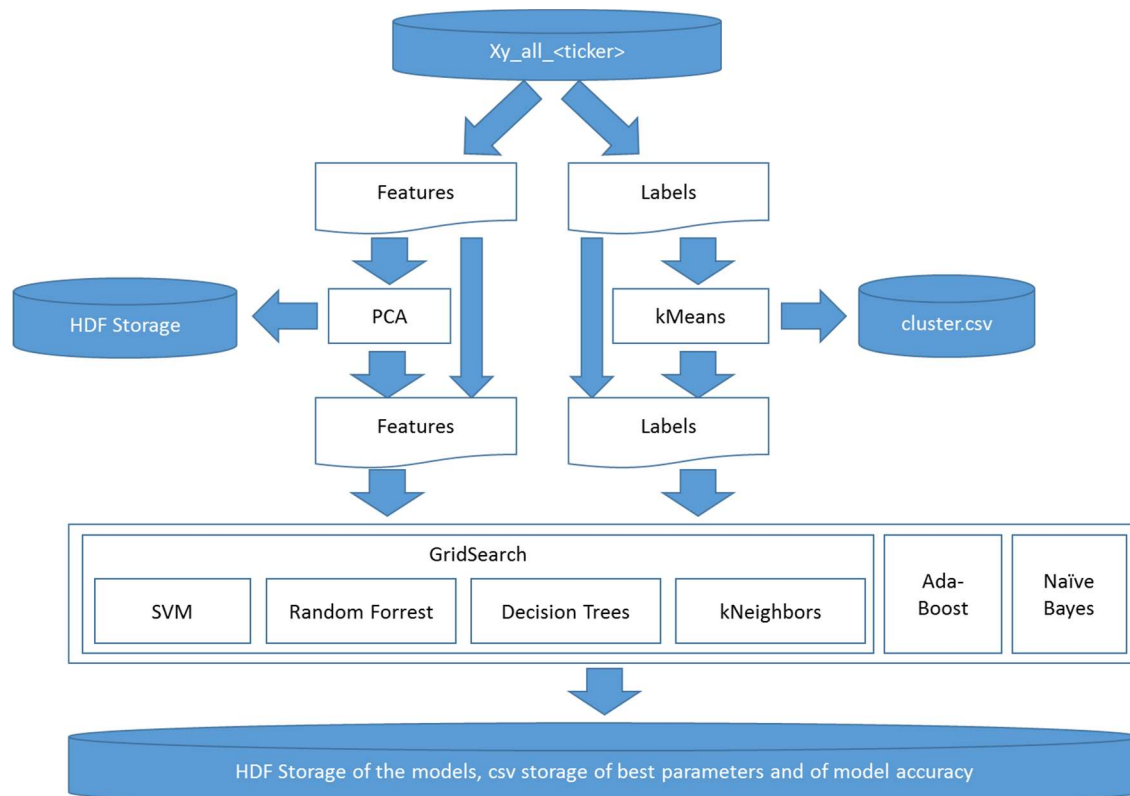 Xy_all_<ticker>
Features
Labels
HDF Storage
PCA
kMeans
cluster.csv
Features
Labels
GridSearch
SVM
Random Forrest
Decision Trees
kNeighbors
Ada-
Boost
Naïve
Bayes
HDF Storage of the models, csv storage of best parameters and of model accuracy